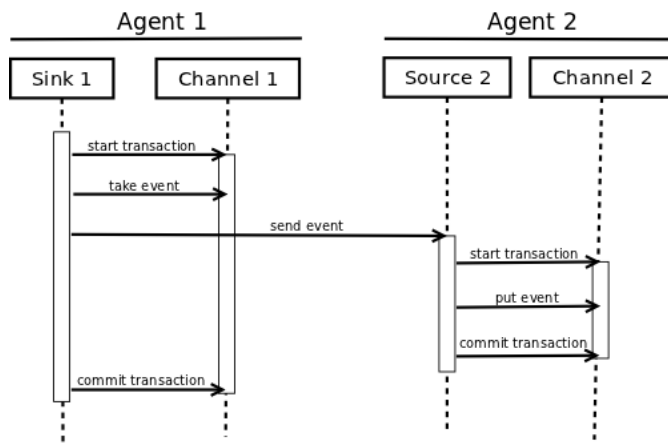 Agent 1
Agent 2
Sink 1
Channel 1
Source 2
Channel 2
start transaction
take event
send event
start transaction
put event
commit transaction
commit transaction